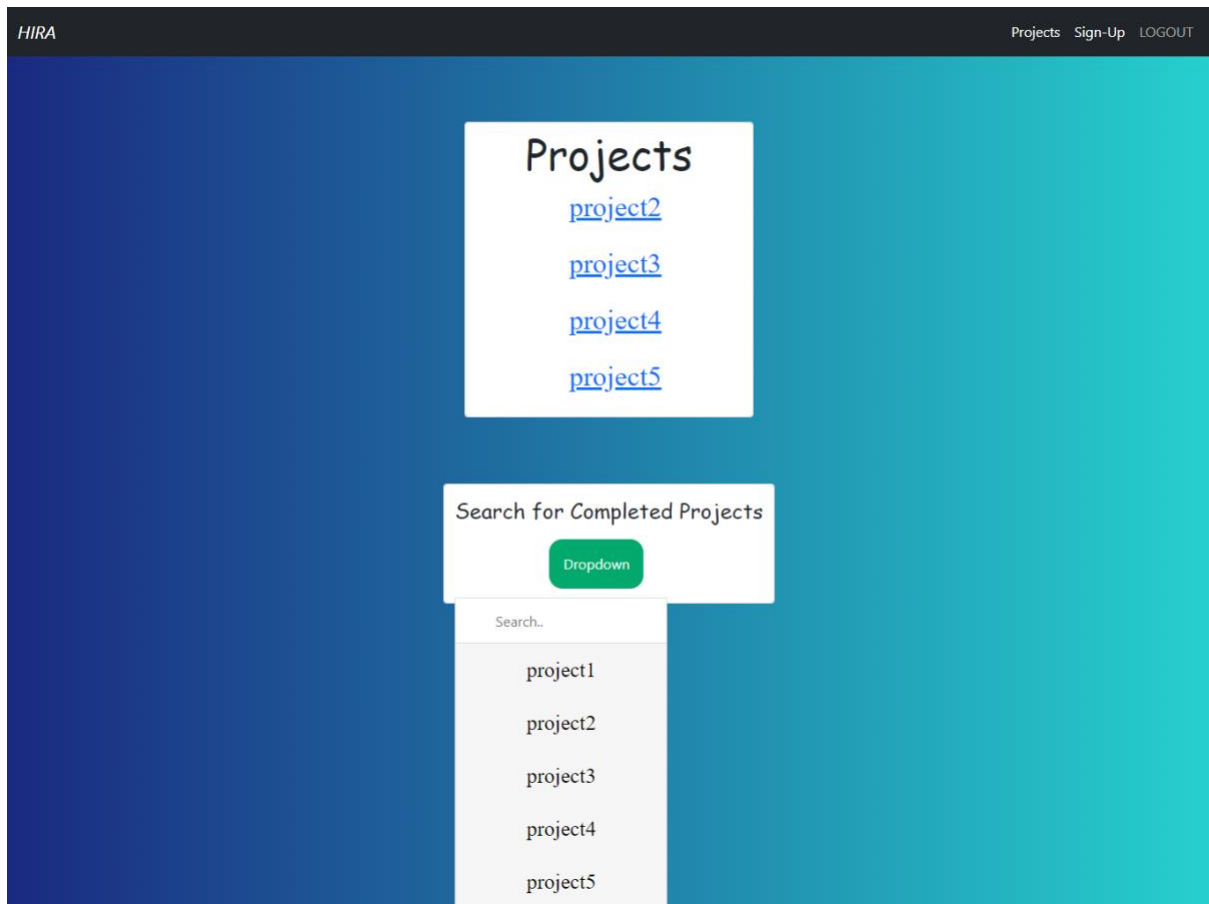 HIRA
Projects Sign-Up LOGOUT
Projects
project2
project3
project4
project5
Search for Completed Projects
Dropdown
Search..
project1
project2
project3
project4
project5